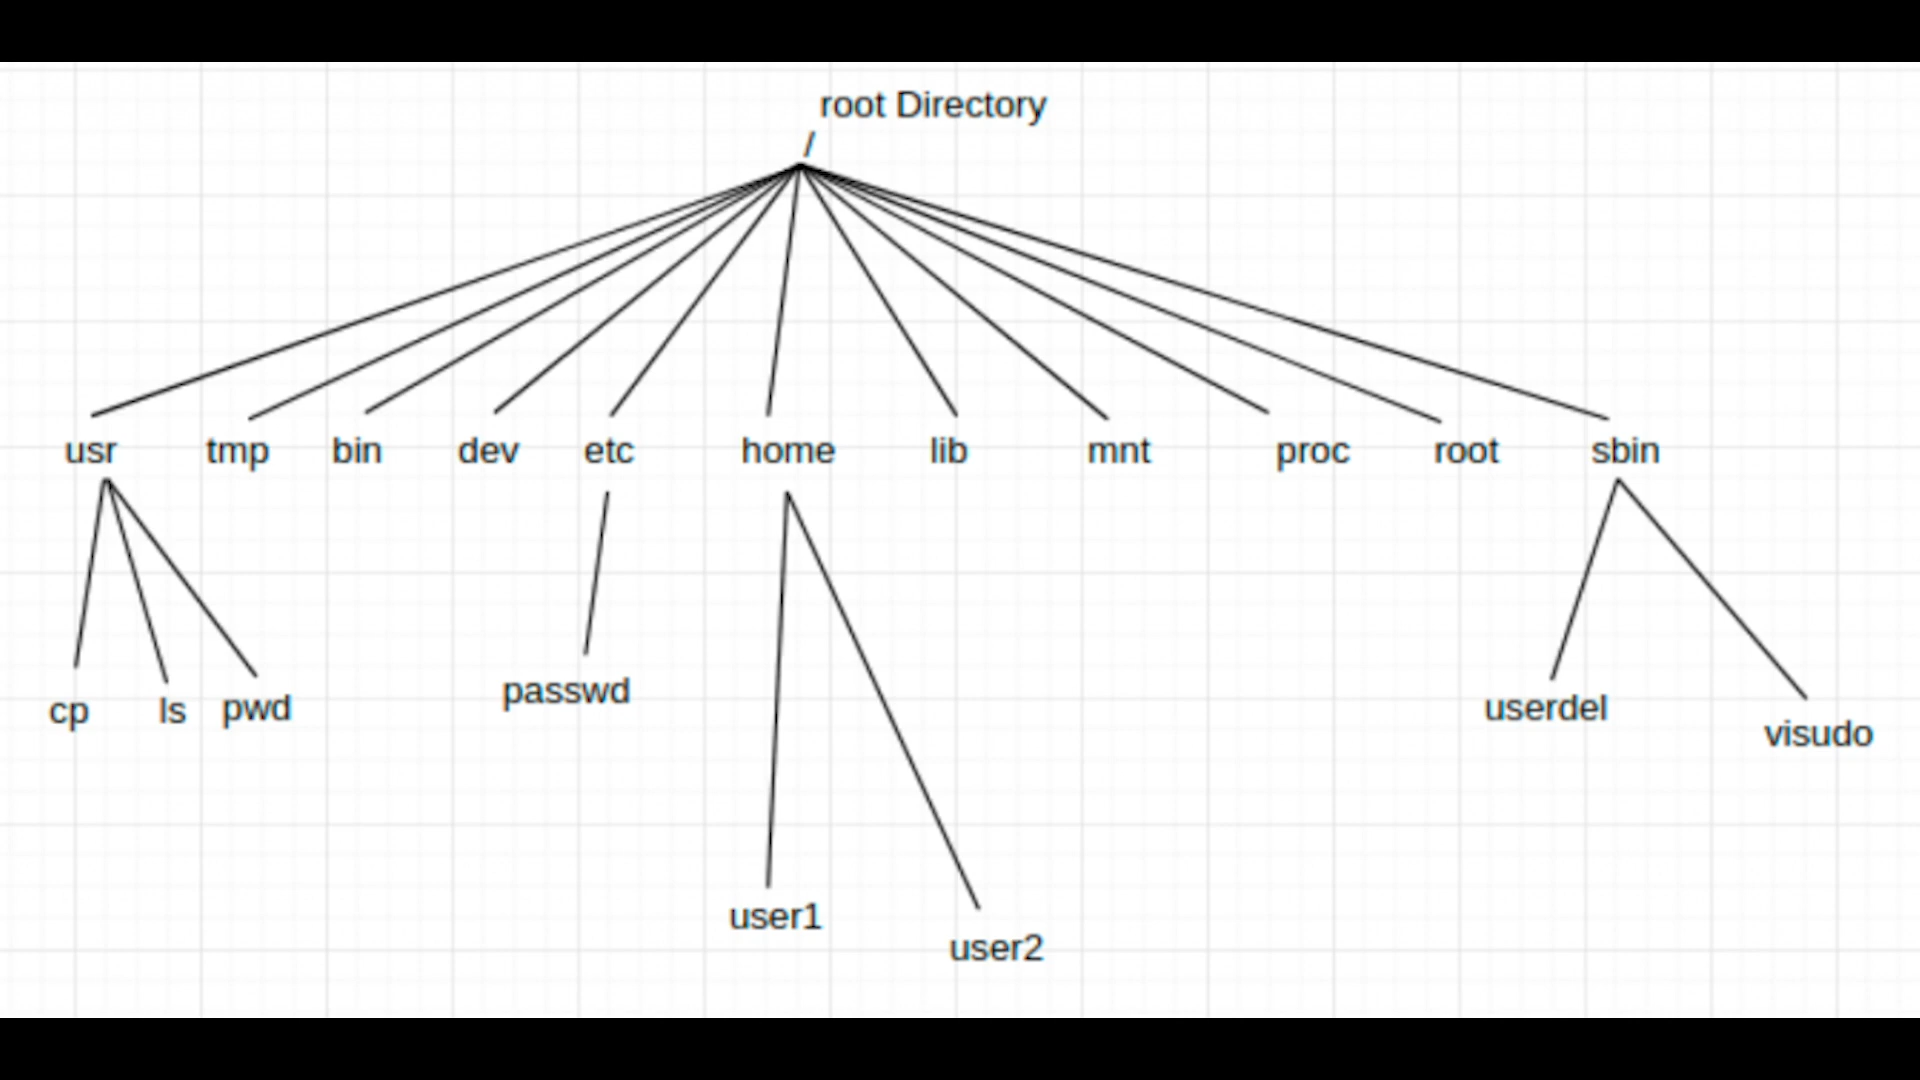 root Directory
/
usr tmp bin dev etc home lib mnt proc root sbin
cp ls pwd passwd userdel visudo
user1 user2